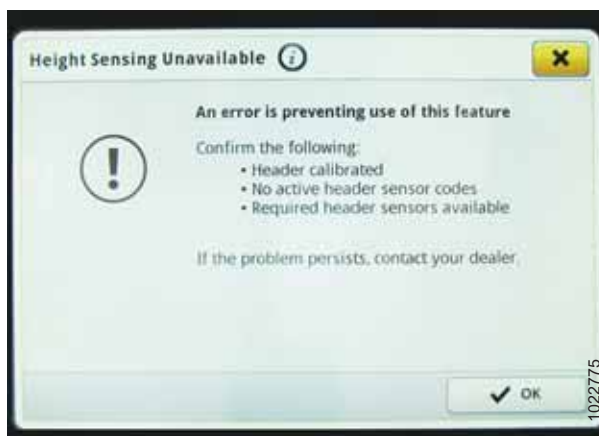 Height Sensing Unavailable
An error is preventing use of this feature
Confirm the following:
• Header calibrated
• No active header sensor codes
• Required header sensors available
If the problem persists, contact your dealer.
OK
1022775